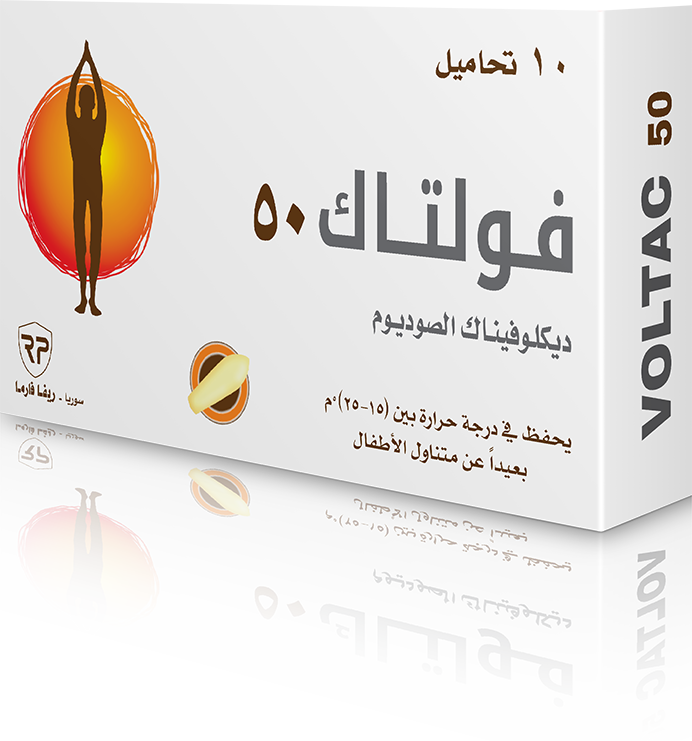 ١٠ تحاميل
فولتاك ٥٠
ديكلوفيناك الصوديوم
يحفظ في درجة حرارة بين (١٥-٢٥)°م
بعيداً عن متناول الأطفال
RP
سوريا - ريفا فارما
VOLTAC 50